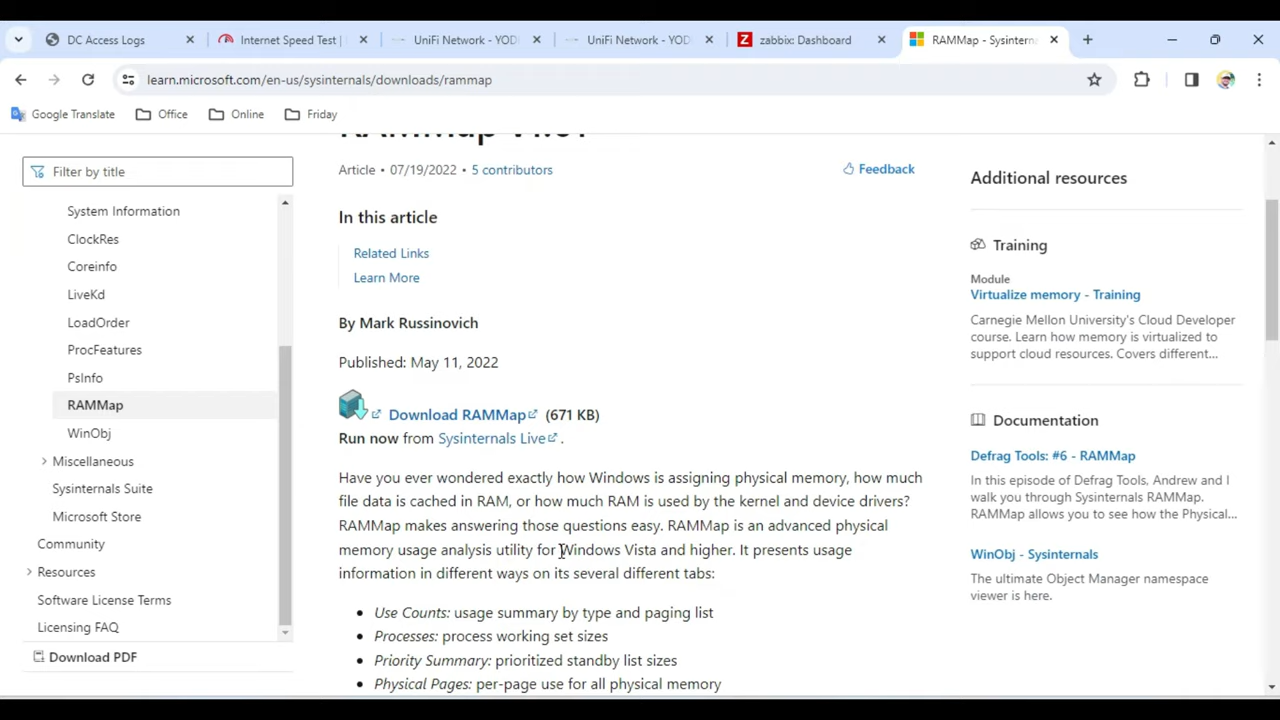 DC Access Logs
Internet Speed Test |
UniFi Network - YOD
UniFi Network - YOD
zabbix: Dashboard
RAMMap - Sysintern
learn.microsoft.com/en-us/sysinternals/downloads/rammap
Google Translate
Office
Online
Friday
Filter by title
System Information
ClockRes
Coreinfo
LiveKd
LoadOrder
ProcFeatures
PsInfo
RAMMap
WinObj
Miscellaneous
Sysinternals Suite
Microsoft Store
Community
Resources
Software License Terms
Licensing FAQ
Download PDF
Article • 07/19/2022 • 5 contributors
Feedback
In this article
Related Links
Learn More
By Mark Russinovich
Published: May 11, 2022
Download RAMMap (671 KB)
Run now from Sysinternals Live .
Have you ever wondered exactly how Windows is assigning physical memory, how much
file data is cached in RAM, or how much RAM is used by the kernel and device drivers?
RAMMap makes answering those questions easy. RAMMap is an advanced physical
memory usage analysis utility for Windows Vista and higher. It presents usage
information in different ways on its several different tabs:
• Use Counts: usage summary by type and paging list
• Processes: process working set sizes
• Priority Summary: prioritized standby list sizes
• Physical Pages: per-page use for all physical memory
Additional resources
Training
Module
Virtualize memory - Training
Carnegie Mellon University's Cloud Developer
course. Learn how memory is virtualized to
support cloud resources. Covers different...
Documentation
Defrag Tools: #6 - RAMMap
In this episode of Defrag Tools, Andrew and I
walk you through Sysinternals RAMMap.
RAMMap allows you to see how the Physical...
WinObj - Sysinternals
The ultimate Object Manager namespace
viewer is here.